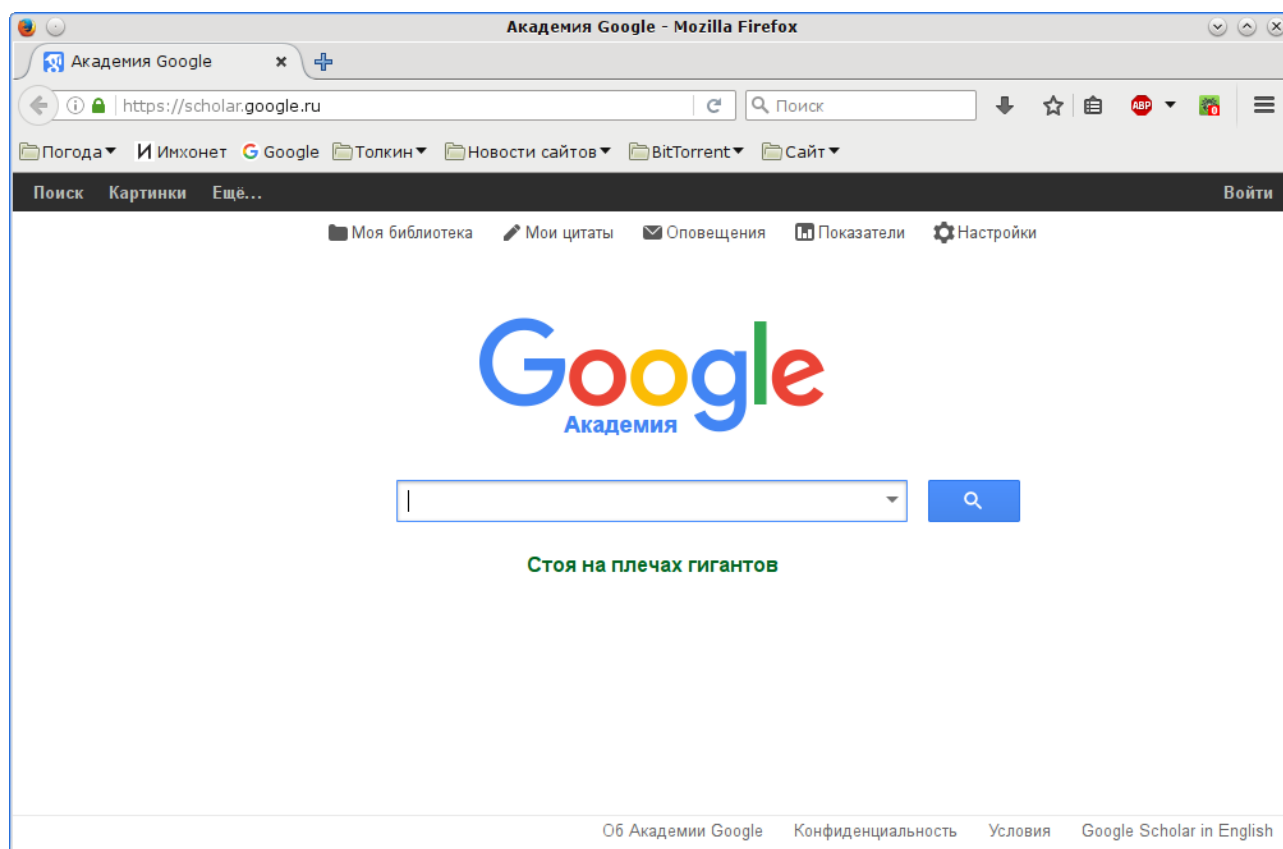 Академия Google - Mozilla Firefox
Академия Google
https://scholar.google.ru Поиск ABP 0
Погода Имхонет Google Толкин Новости сайтов BitTorrent Сайт
Поиск Картинки Ещё... Войти
Моя библиотека Мои цитаты Оповещения Показатели Настройки
Google
Академия
Стоя на плечах гигантов
Об Академии Google Конфиденциальность Условия Google Scholar in English